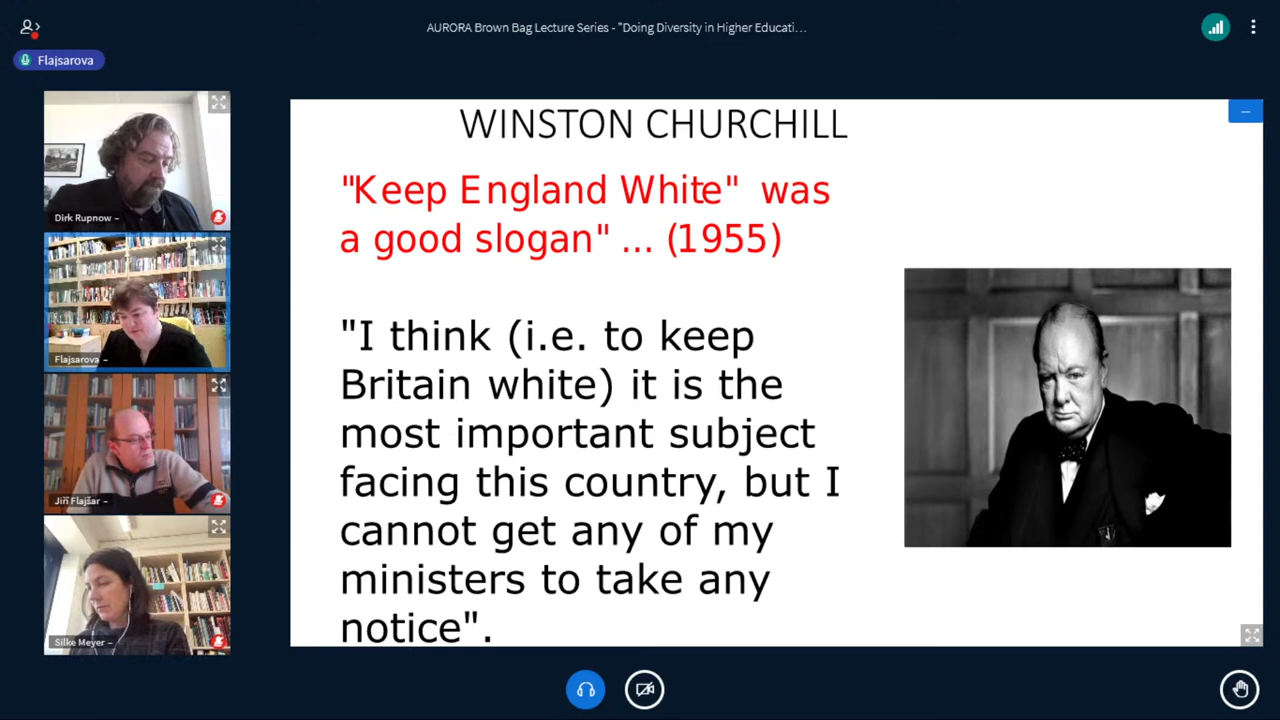 AURORA Brown Bag Lecture Series - "Doing Diversity in Higher Educati…
Flajsarova
Dirk Rupnow –
Flajsarova –
Jiří Flajšar –
Silke Meyer –
WINSTON CHURCHILL
"Keep England White" was
a good slogan" ... (1955)
"I think (i.e. to keep
Britain white) it is the
most important subject
facing this country, but I
cannot get any of my
ministers to take any
notice".